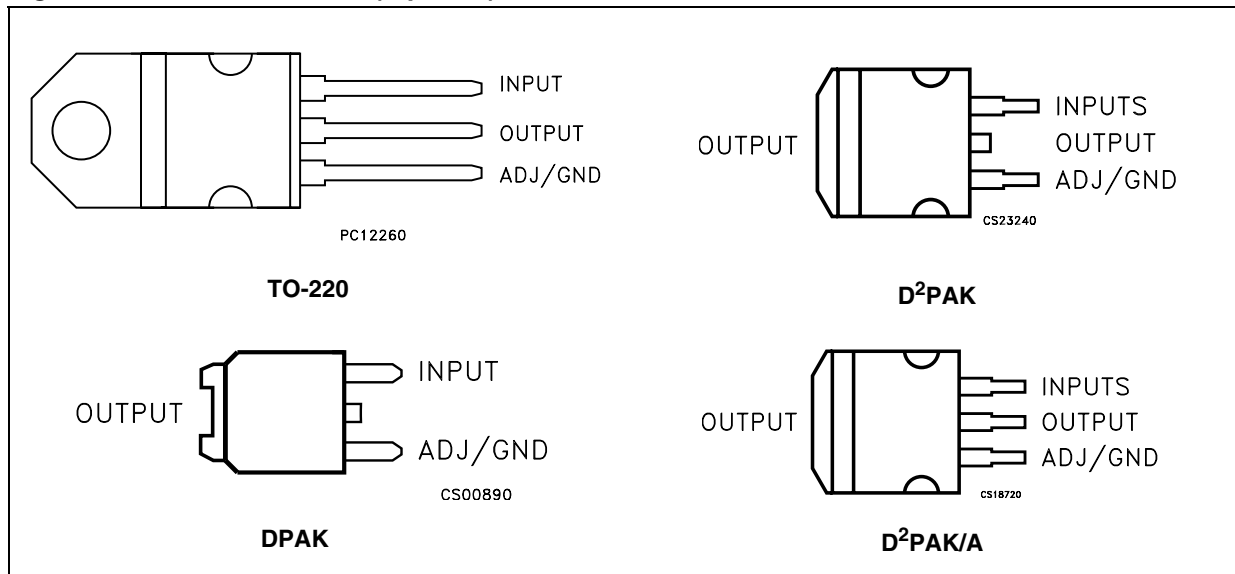 INPUT
OUTPUT
ADJ/GND
PC12260
TO-220
OUTPUT
INPUTS
OUTPUT
ADJ/GND
CS23240
D²PAK
OUTPUT
INPUT
ADJ/GND
CS00890
DPAK
OUTPUT
INPUTS
OUTPUT
ADJ/GND
CS18720
D²PAK/A